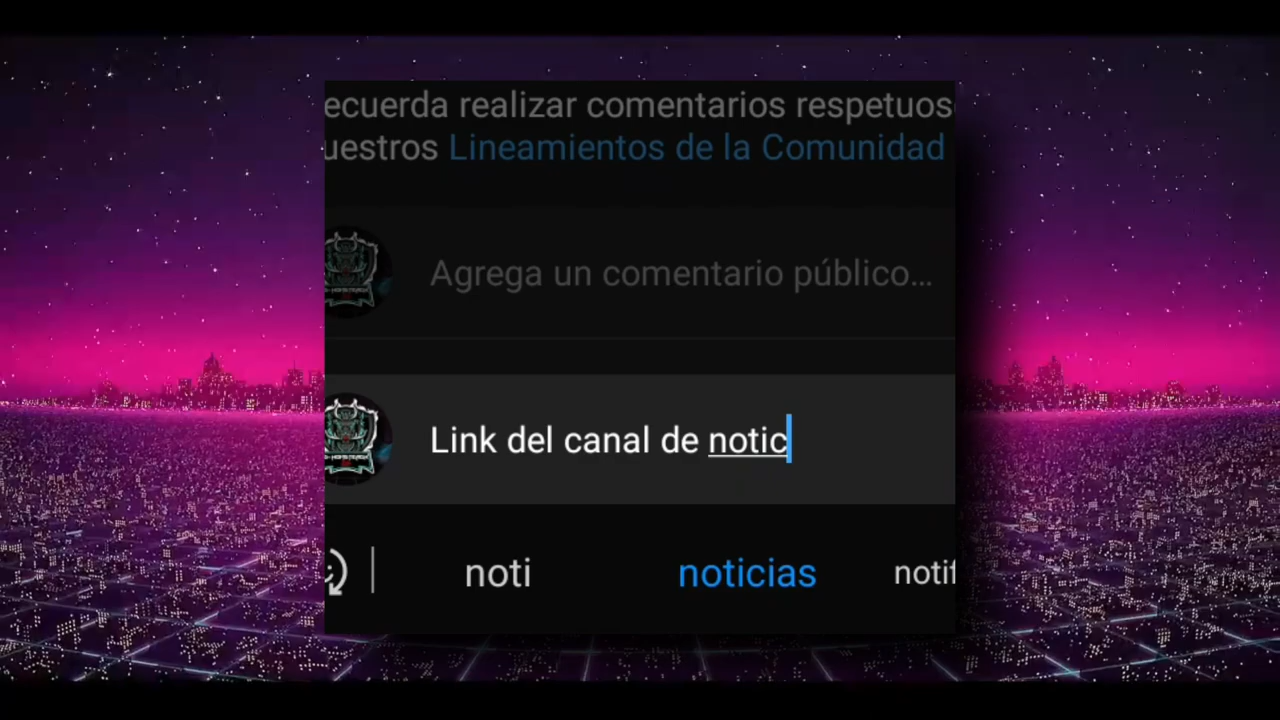 ecuerda realizar comentarios respetuos
uestros Lineamientos de la Comunidad
Agrega un comentario público...
Link del canal de notic
noti noticias notif